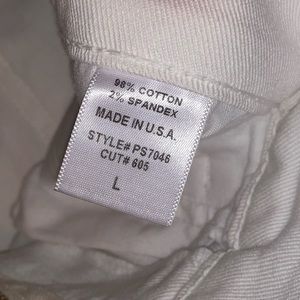 98% COTTON
2% SPANDEX
MADE IN U.S.A.
STYLE# PS7046
CUT# 605
L